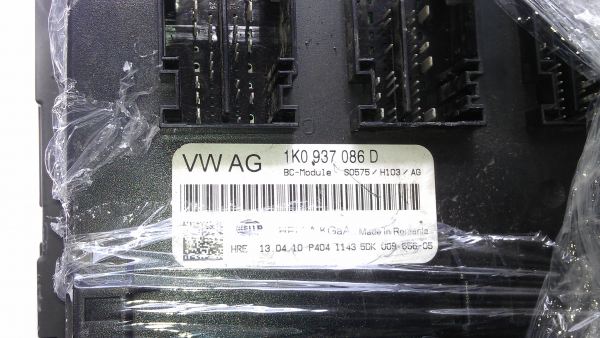 VW AG 1K0 937 086 D
BC-Module S0575 / H103 / AG
Made in Romania
HRE 13.04.10 P404 1143 5DK 009-656-05